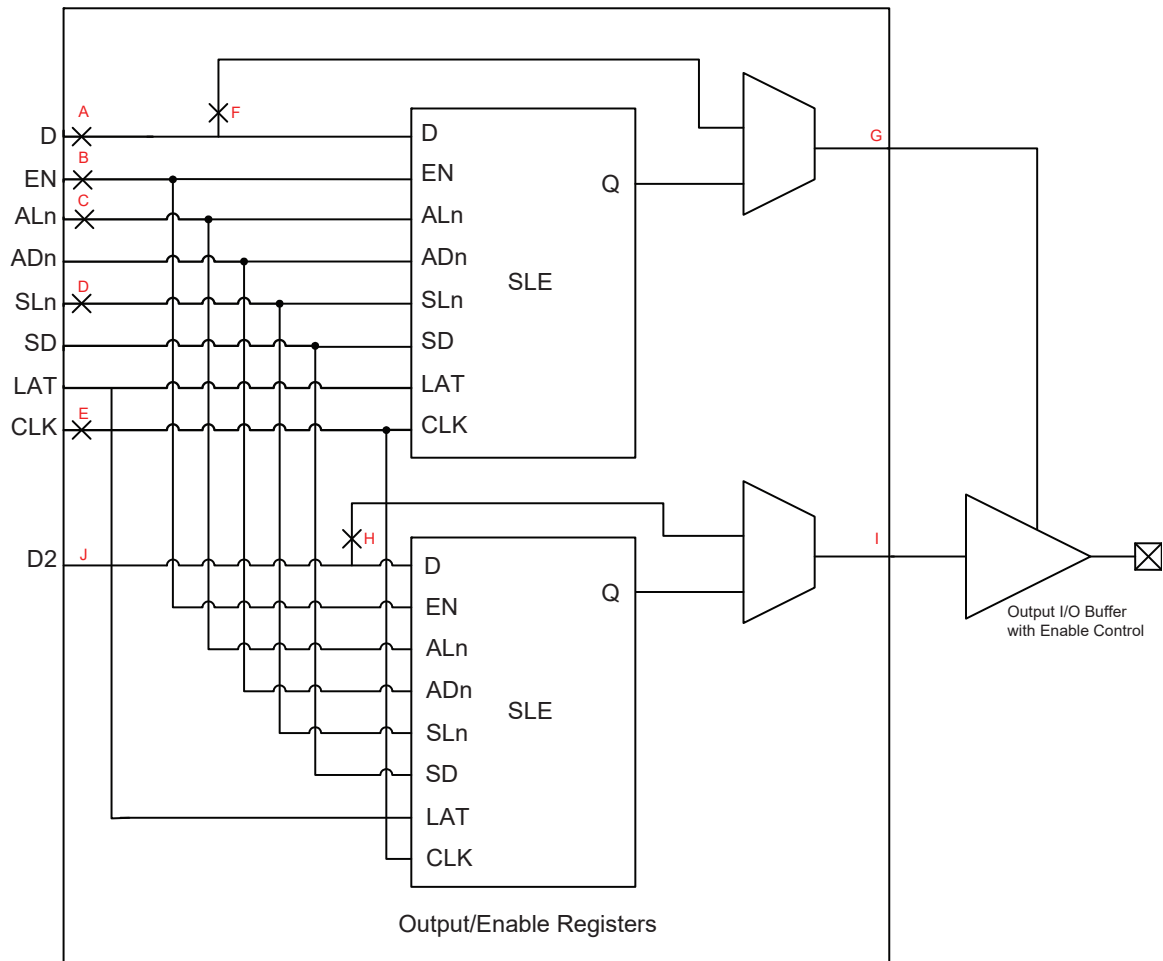 A
F
D
D
G
B
EN
EN
Q
C
ALn
ALn
ADn
ADn
SLE
D
SLn
SLn
SD
SD
LAT
LAT
E
CLK
CLK
H
I
J
D2
D
Q
EN
Output I/O Buffer
with Enable Control
ALn
ADn
SLE
SLn
SD
LAT
CLK
Output/Enable Registers